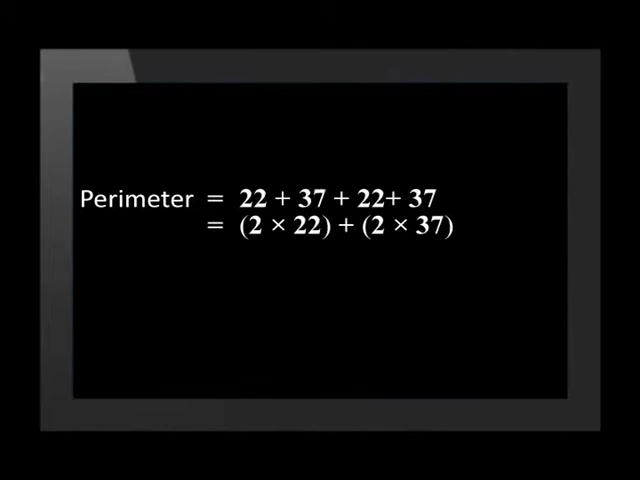 Perimeter = 22 + 37 + 22+ 37
= (2 × 22) + (2 × 37)